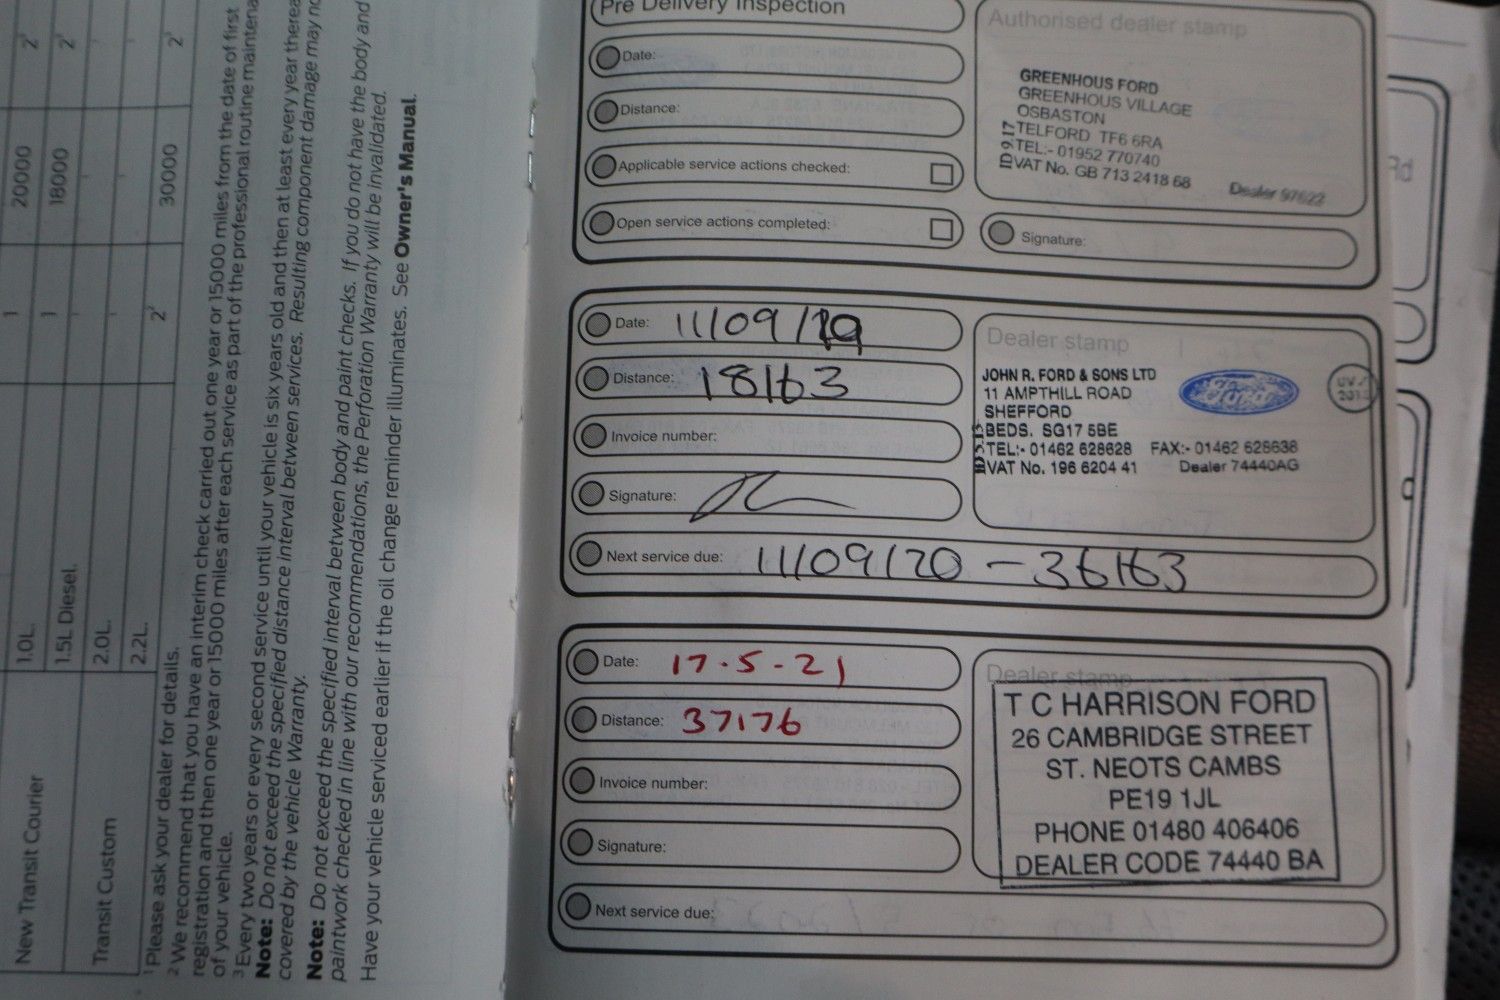 20000
2
1.0L.
1
18000
2
1.5L Diesel.
New Transit Courier
2.0L.
2.2L.
Transit Custom
30000
1 Please ask your dealer for details.
2 We recommend that you have an interim check carried out one year or 15000 miles from the date of first
registration and then one year or 15000 miles after each service as part of the professional routine
of your vehicle.
3 Every two years or every second service until your vehicle is six years old and then at least every year
Note: Do not exceed the specified distance interval between services. Resulting component damage may
covered by the vehicle Warranty.
Note: Do not exceed the specified interval between body and paint checks. If you do not have the body and
paintwork checked in line with our recommendations, the Perforation Warranty will be invalidated.
Have your vehicle serviced earlier if the oil change reminder illuminates. See Owner's Manual.
Pre Delivery Inspection
Date:
Distance:
Applicable service actions checked:
Open service actions completed:
Authorised dealer stamp
GREENHOUS FORD
GREENHOUS VILLAGE
OSBASTON
TELFORD TF6 6RA
TEL:- 01952 770740
VAT No. GB 713 2418 68
Dealer 97622
Signature:
Date: 11/09/19
Distance: 18163
Invoice number:
Signature:
Next service due: 11/09/20 - 36163
Dealer stamp
JOHN R. FORD & SONS LTD
11 AMPTHILL ROAD
SHEFFORD
BEDS. SG17 5BE
TEL:- 01462 628628 FAX:- 01462 628638
VAT No. 196 6204 41 Dealer 74440AG
Ford
Date: 17-5-21
Distance: 37176
Invoice number:
Signature:
Next service due:
Dealer stamp
T C HARRISON FORD
26 CAMBRIDGE STREET
ST. NEOTS CAMBS
PE19 1JL
PHONE 01480 406406
DEALER CODE 74440 BA